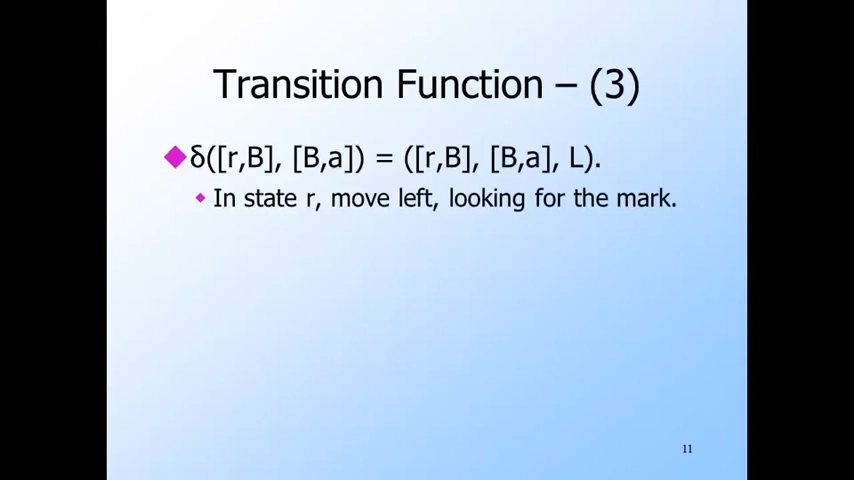 Transition Function – (3)
δ([r,B], [B,a]) = ([r,B], [B,a], L).
In state r, move left, looking for the mark.
11